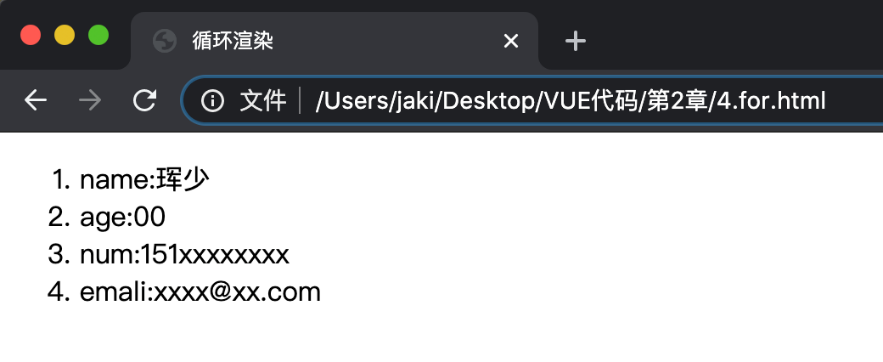 循环渲染
文件 /Users/jaki/Desktop/VUE代码/第2章/4.for.html
1. name:珲少
2. age:00
3. num:151xxxxxxxx
4. emali:xxxx@xx.com